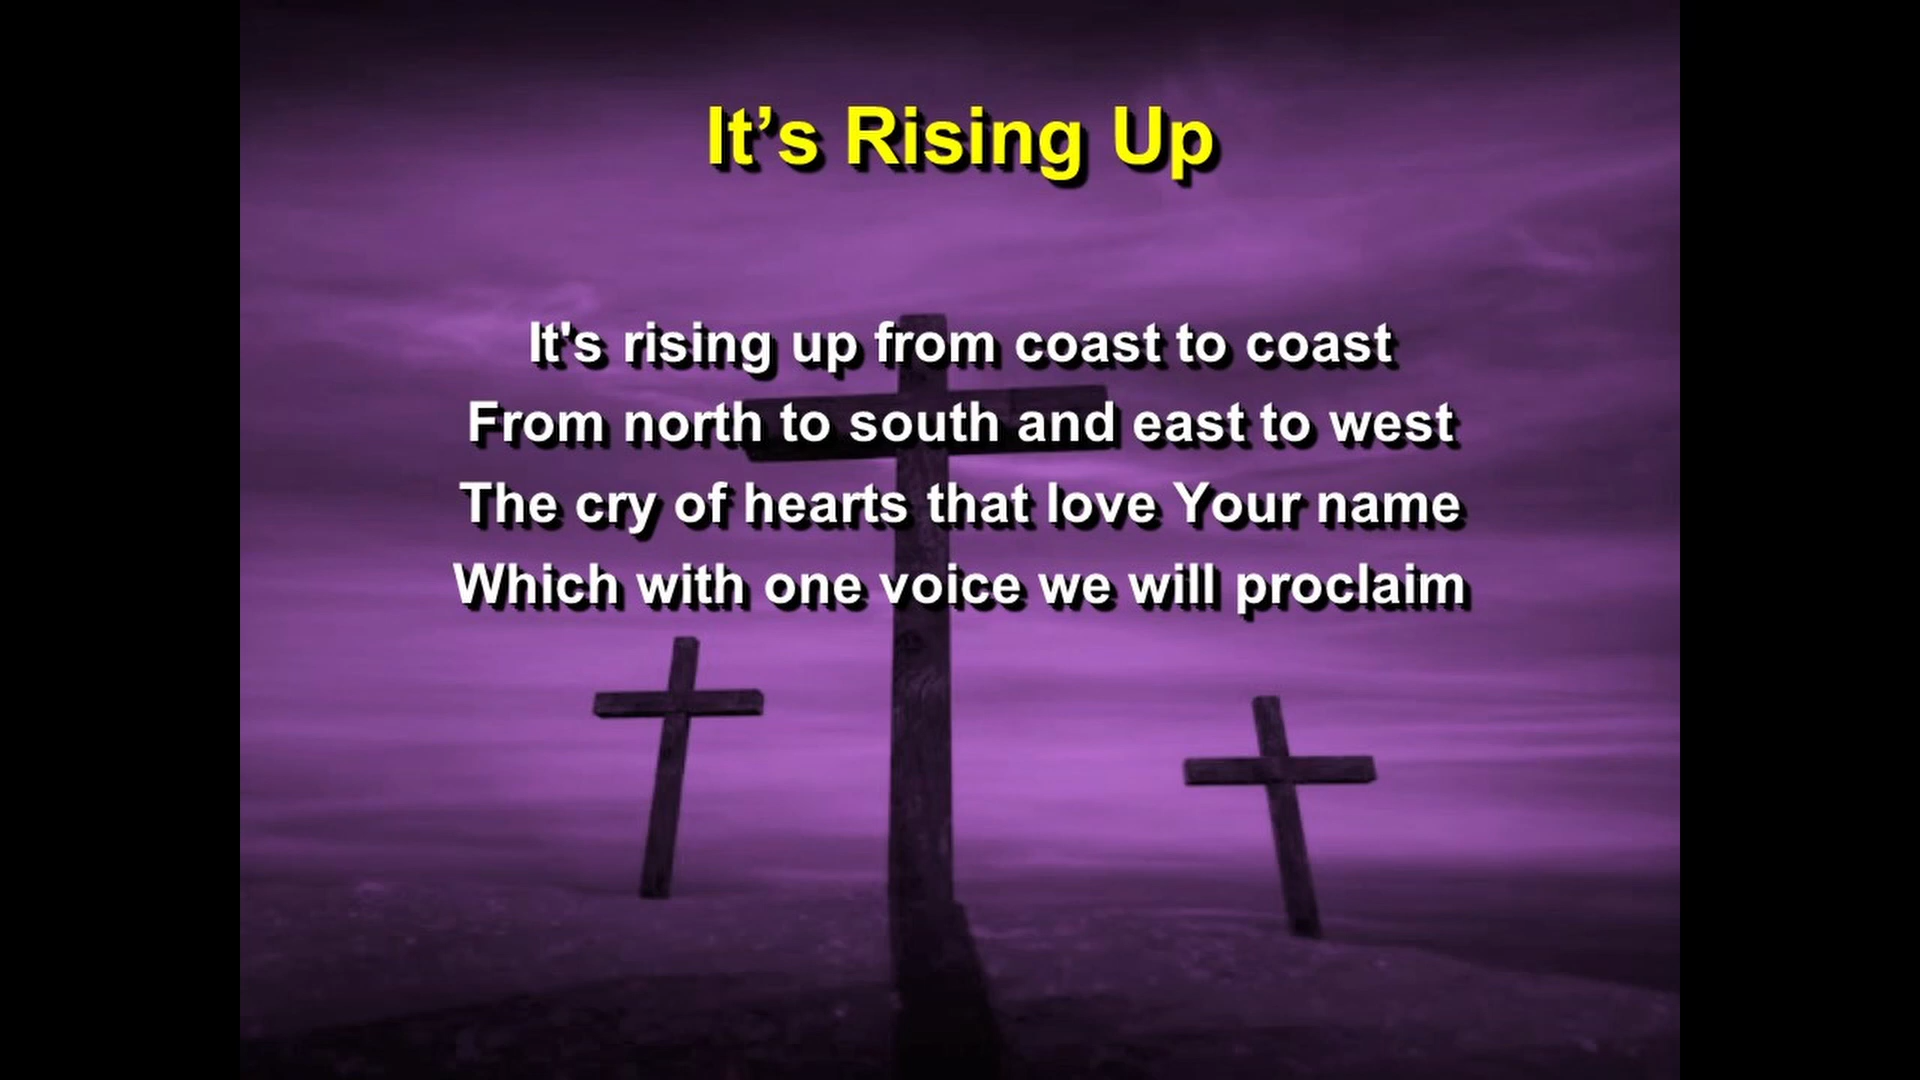 It’s Rising Up
It's rising up from coast to coast
From north to south and east to west
The cry of hearts that love Your name
Which with one voice we will proclaim